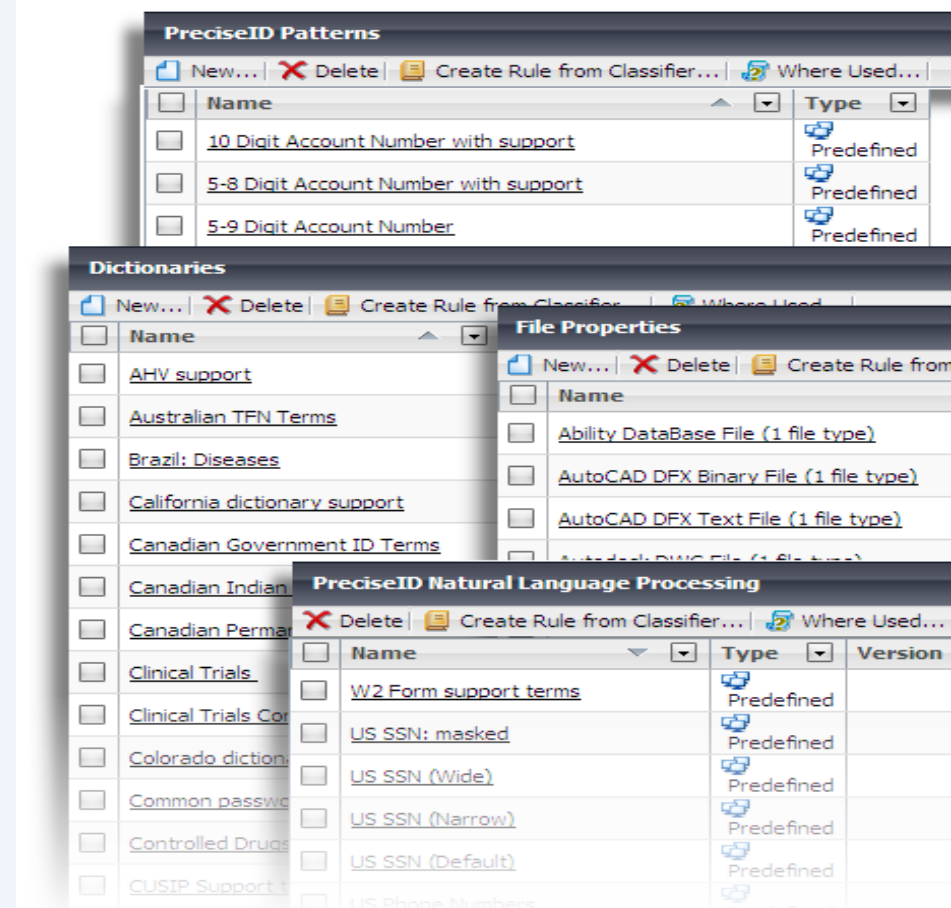 PreciseID Patterns
New... Delete Create Rule from Classifier... Where Used...
Name Type
10 Digit Account Number with support Predefined
5-8 Digit Account Number with support Predefined
5-9 Digit Account Number Predefined
Dictionaries
New... Delete Create Rule from Classifier... Where Used...
Name
AHV support
Australian TFN Terms
Brazil: Diseases
California dictionary support
Canadian Government ID Terms
Canadian Indian
Canadian
Clinical Trials
Clinical Trials
Colorado
Common
Controlled Drugs
CUSIP Support
File Properties
New... Delete Create Rule from
Name
Ability DataBase File (1 file type)
AutoCAD DFX Binary File (1 file type)
AutoCAD DFX Text File (1 file type)
PreciseID Natural Language Processing
Delete Create Rule from Classifier... Where Used...
Name Type Version
W2 Form support terms Predefined
US SSN: masked Predefined
US SSN (Wide) Predefined
US SSN (Narrow) Predefined
US SSN (Default) Predefined
US Phone Numbers